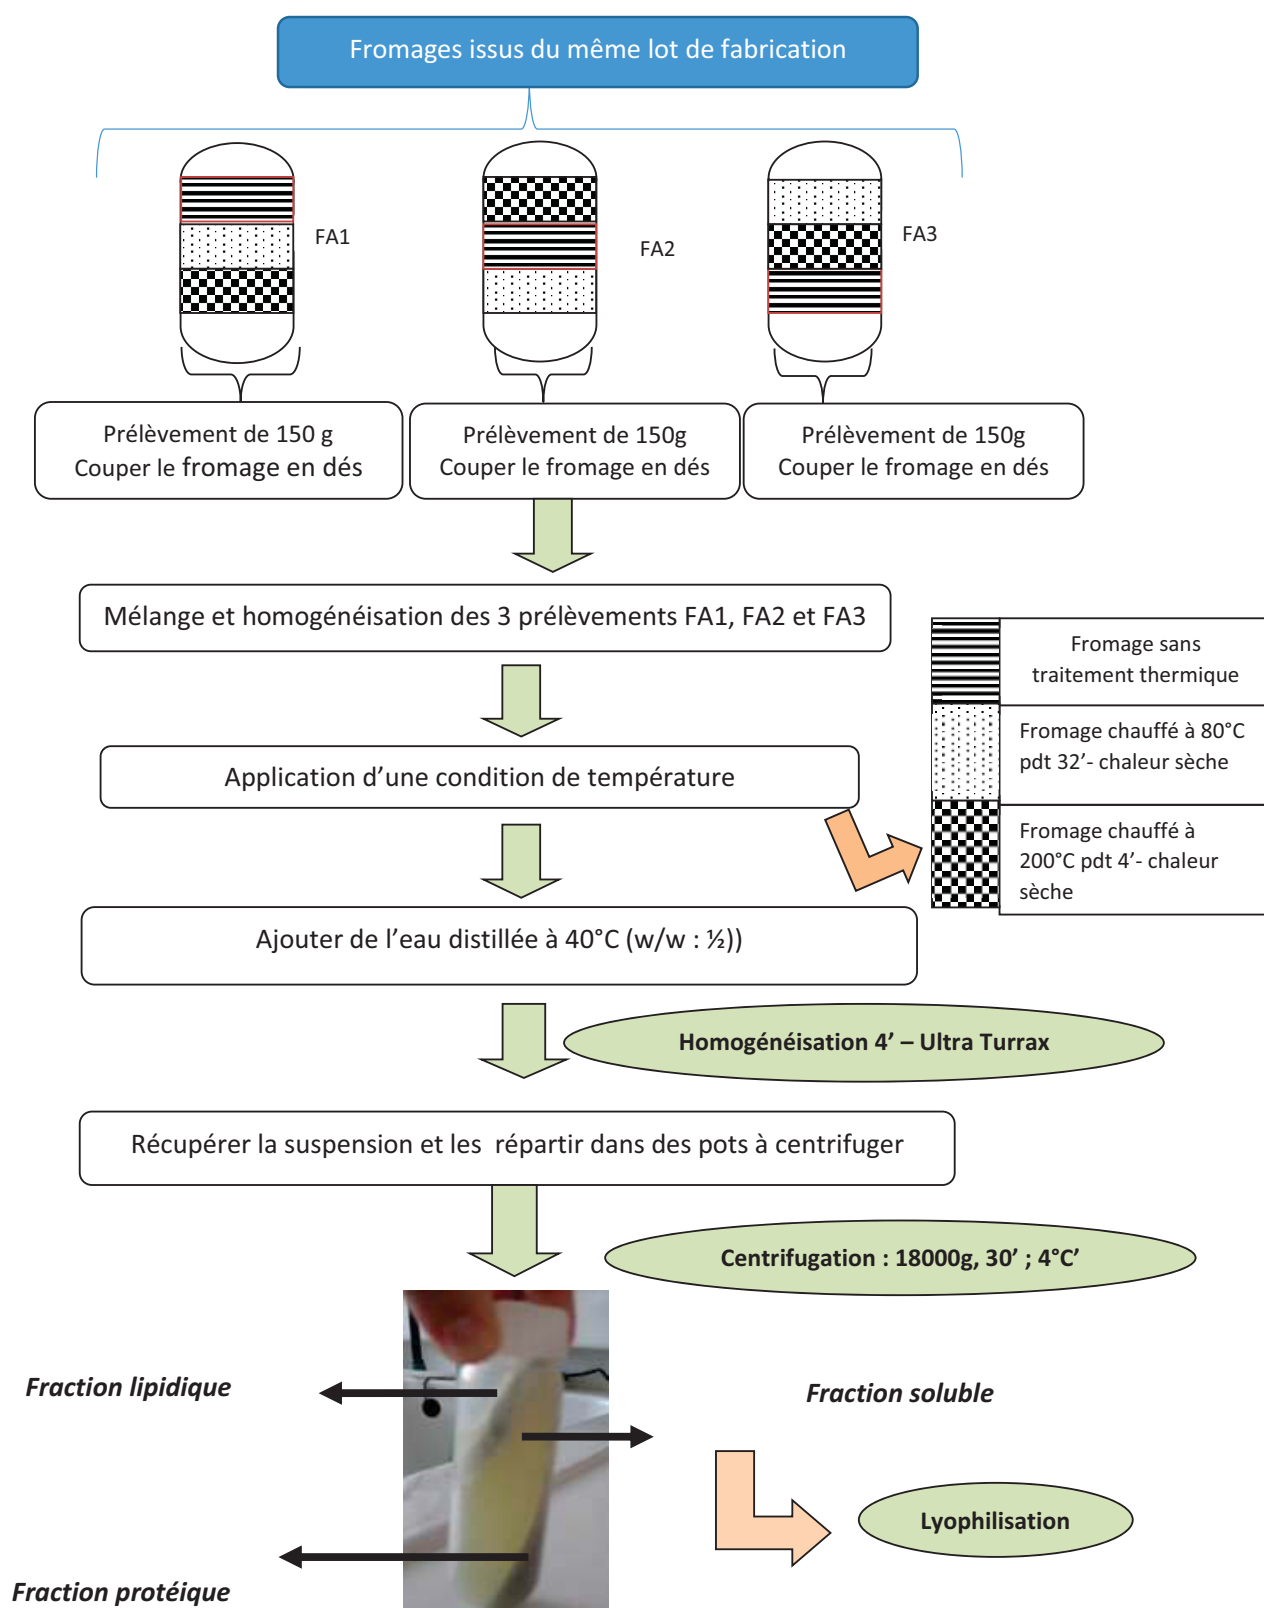 Fromages issus du même lot de fabrication
FA1
FA2
FA3
Prélèvement de 150 g
Couper le fromage en dés
Prélèvement de 150g
Couper le fromage en dés
Prélèvement de 150g
Couper le fromage en dés
Mélange et homogénéisation des 3 prélèvements FA1, FA2 et FA3
Fromage sans
traitement thermique
Fromage chauffé à 80°C
pdt 32’- chaleur sèche
Fromage chauffé à
200°C pdt 4’- chaleur
sèche
Application d’une condition de température
Ajouter de l’eau distillée à 40°C (w/w : ½))
Homogénéisation 4’ – Ultra Turrax
Récupérer la suspension et les répartir dans des pots à centrifuger
Centrifugation : 18000g, 30’ ; 4°C’
Fraction lipidique
Fraction soluble
Lyophilisation
Fraction protéique